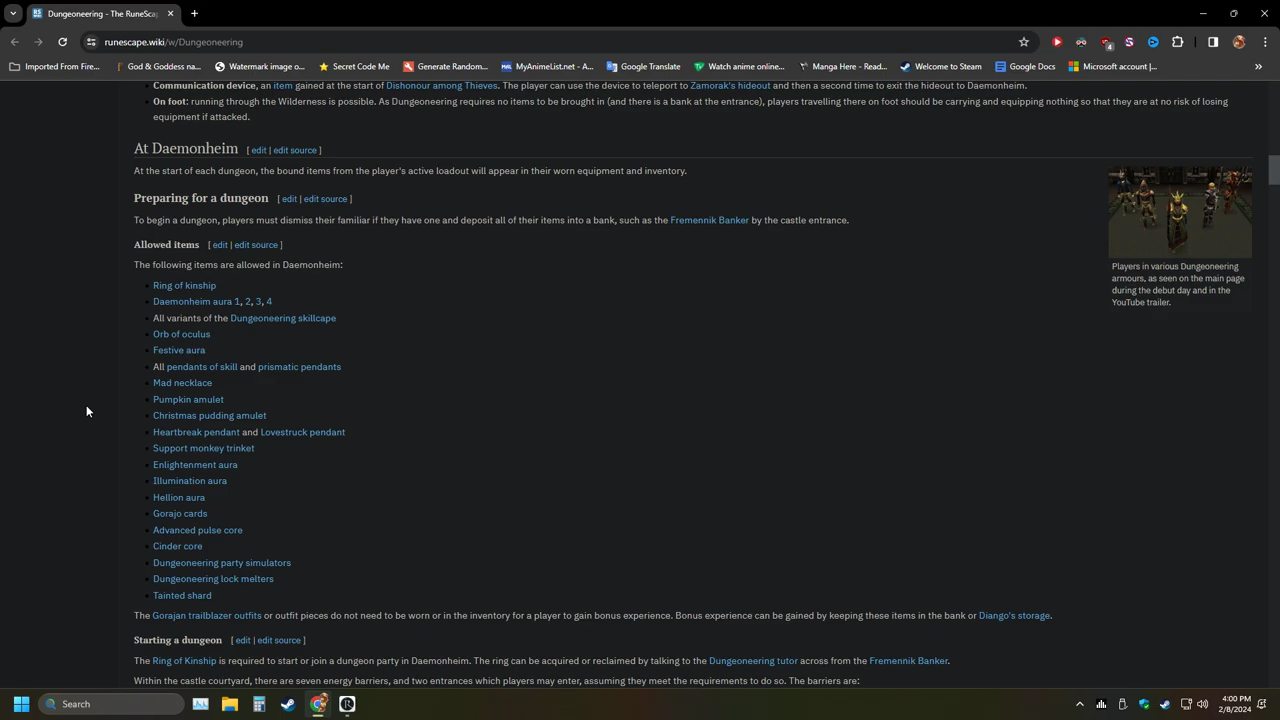 Dungeoneering - The RuneSca
runescape.wiki/w/Dungeoneering
4
Imported From Fire... God & Goddess na... Watermark image o... Secret Code Me Generate Random... MyAnimeList.net - A... Google Translate Watch anime online... Manga Here - Read... Welcome to Steam Google Docs Microsoft account |...
Communication device, an item gained at the start of Dishonour among Thieves. The player can use the device to teleport to Zamorak's hideout and then a second time to exit the hideout to Daemonheim.
On foot: running through the Wilderness is possible. As Dungeoneering requires no items to be brought in (and there is a bank at the entrance), players travelling there on foot should be carrying and equipping nothing so that they are at no risk of losing
equipment if attacked.
At Daemonheim [ edit | edit source ]
At the start of each dungeon, the bound items from the player's active loadout will appear in their worn equipment and inventory.
Preparing for a dungeon [ edit | edit source ]
To begin a dungeon, players must dismiss their familiar if they have one and deposit all of their items into a bank, such as the Fremennik Banker by the castle entrance.
Allowed items [ edit | edit source ]
The following items are allowed in Daemonheim:
Ring of kinship
Daemonheim aura 1, 2, 3, 4
All variants of the Dungeoneering skillcape
Orb of oculus
Festive aura
All pendants of skill and prismatic pendants
Mad necklace
Pumpkin amulet
Christmas pudding amulet
Heartbreak pendant and Lovestruck pendant
Support monkey trinket
Enlightenment aura
Illumination aura
Hellion aura
Gorajo cards
Advanced pulse core
Cinder core
Dungeoneering party simulators
Dungeoneering lock melters
Tainted shard
Players in various Dungeoneering
armours, as seen on the main page
during the debut day and in the
YouTube trailer.
The Gorajan trailblazer outfits or outfit pieces do not need to be worn or in the inventory for a player to gain bonus experience. Bonus experience can be gained by keeping these items in the bank or Diango's storage.
Starting a dungeon [ edit | edit source ]
The Ring of Kinship is required to start or join a dungeon party in Daemonheim. The ring can be acquired or reclaimed by talking to the Dungeoneering tutor across from the Fremennik Banker.
Within the castle courtyard, there are seven energy barriers, and two entrances which players may enter, assuming they meet the requirements to do so. The barriers are:
Search
4:00 PM
2/8/2024